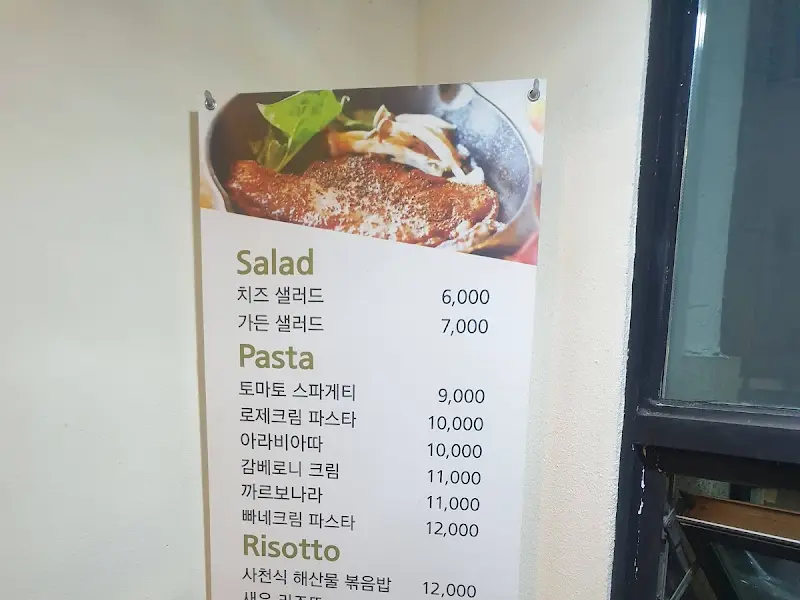 Salad
치즈 샐러드 6,000
가든 샐러드 7,000
Pasta
토마토 스파게티 9,000
로제크림 파스타 10,000
아라비아따 10,000
감베로니 크림 11,000
까르보나라 11,000
빠네크림 파스타 12,000
Risotto
사천식 해산물 볶음밥 12,000